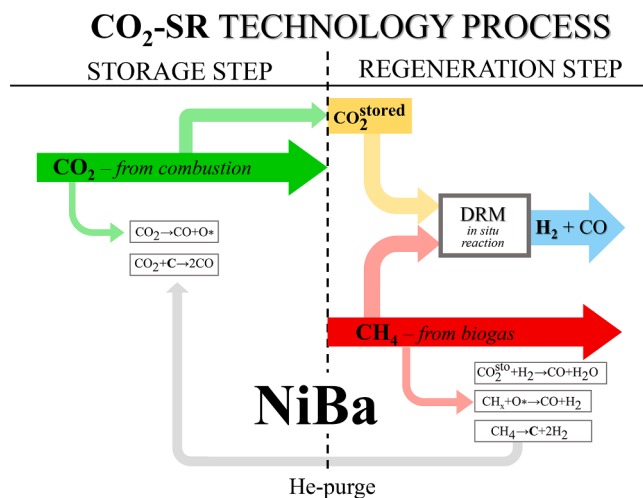 CO₂-SR TECHNOLOGY PROCESS
STORAGE STEP
REGENERATION STEP
CO₂ˢᵗᵒʳᵉᵈ
CO₂ – from combustion
CO₂→CO+O*
CO₂+C→2CO
DRM
in situ
reaction
H₂ + CO
CH₄ – from biogas
CO₂ˢᵗᵒ+H₂→CO+H₂O
CHₓ+O*→CO+H₂
CH₄→C+2H₂
NiBa
He-purge